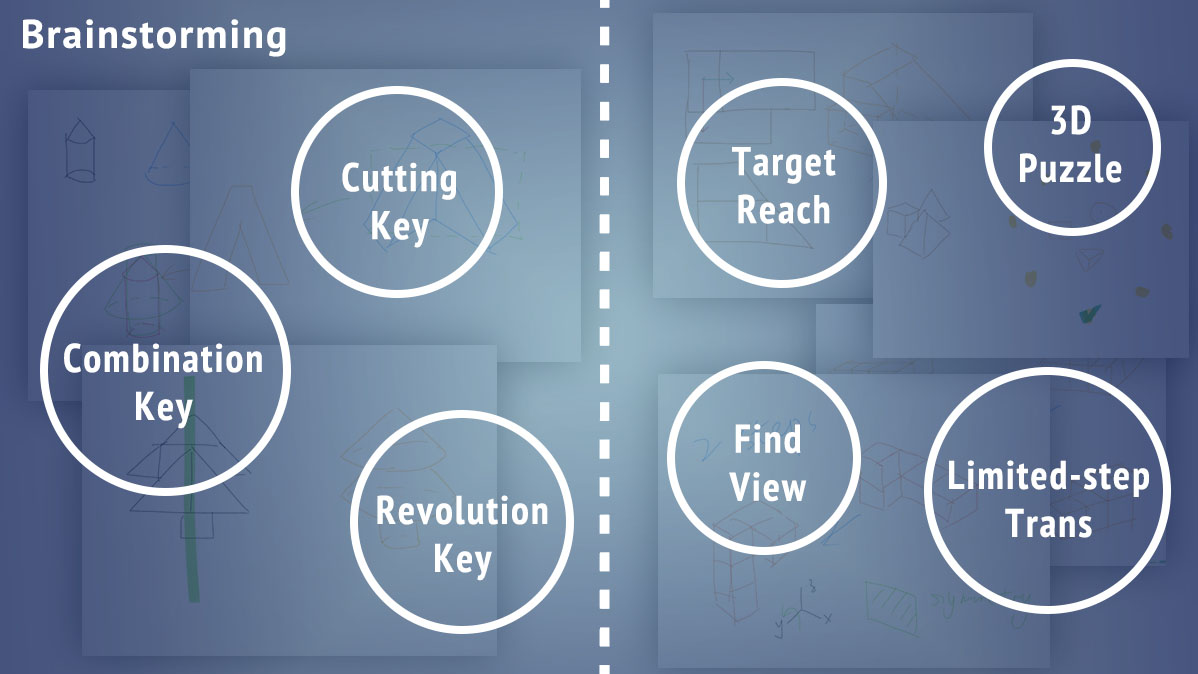 Brainstorming
Cutting
Key
Combination
Key
Revolution
Key
Target
Reach
3D
Puzzle
Find
View
Limited-step
Trans